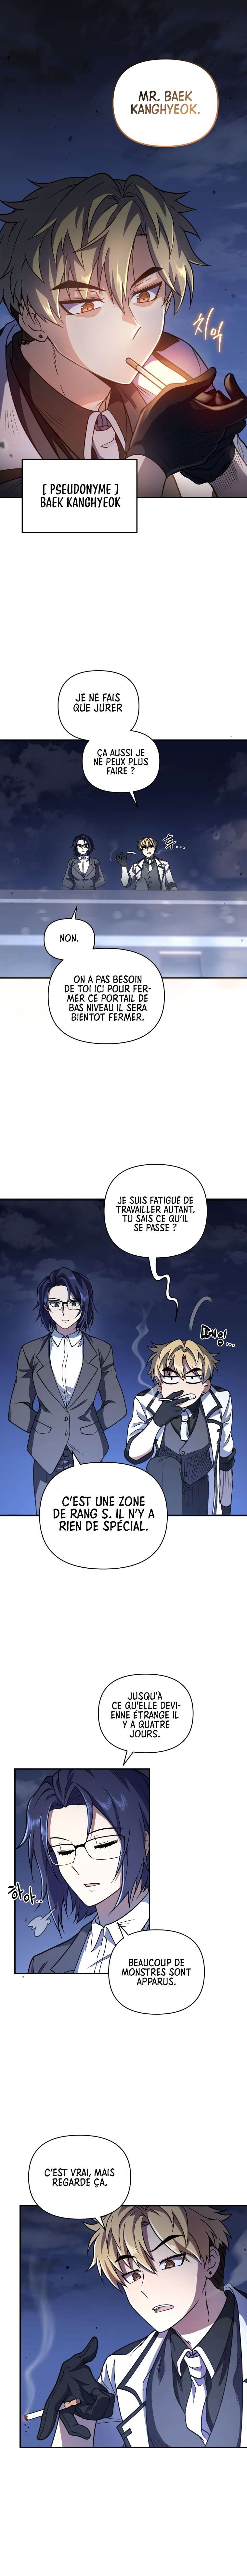 MR. BAEK
KANGHYEOK.
치익
[ PSEUDONYME ]
BAEK KANGHYEOK
JE NE FAIS
QUE JURER
ÇA AUSSI JE
NE PEUX PLUS
FAIRE ?
후...
NON.
ON A PAS BESOIN
DE TOI ICI POUR FER-
MER CE PORTAIL DE
BAS NIVEAU IL SERA
BIENTOT FERMER.
JE SUIS FATIGUÉ DE
TRAVAILLER AUTANT.
TU SAIS CE QU'IL
SE PASSE ?
C'EST UNE ZONE
DE RANG S. IL N'Y A
RIEN DE SPÉCIAL.
JUSQU'À
CE QU'ELLE DEVI-
ENNE ÉTRANGE IL
Y A QUATRE
JOURS.
하아..
BEAUCOUP DE
MONSTRES SONT
APPARUS.
C'EST VRAI, MAIS
REGARDE ÇA.